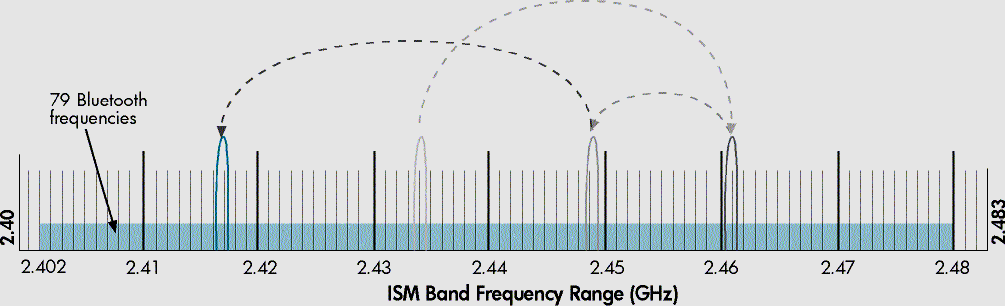 79 Bluetooth
frequencies
2.40
2.483
2.402 2.41 2.42 2.43 2.44 2.45 2.46 2.47 2.48
ISM Band Frequency Range (GHz)